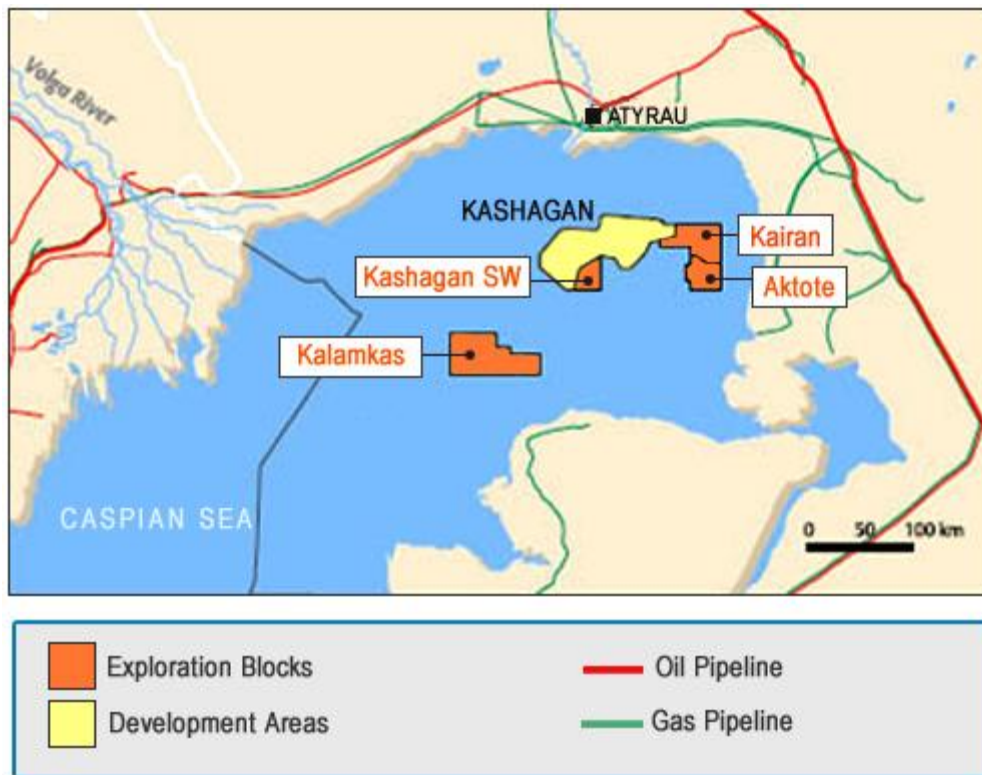 Volga River
ATYRAU
KASHAGAN
Kairan
Kashagan SW
Aktote
Kalamkas
CASPIAN SEA
0 50 100 km
Exploration Blocks
Oil Pipeline
Development Areas
Gas Pipeline